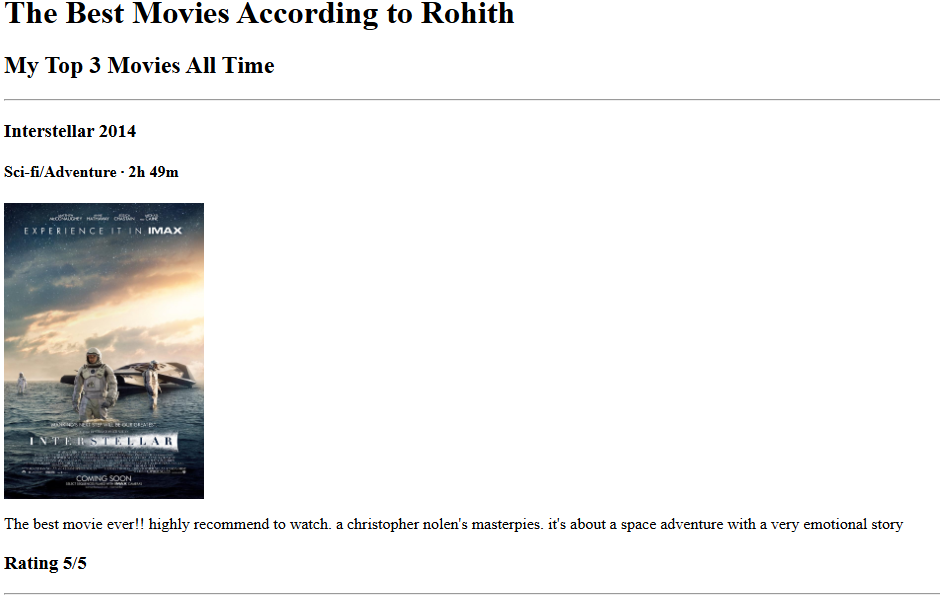 The Best Movies According to Rohith
My Top 3 Movies All Time
Interstellar 2014
Sci-fi/Adventure · 2h 49m
EXPERIENCE IT IN IMAX
INTERSTELLAR
COMING SOON
The best movie ever!! highly recommend to watch. a christopher nolen's masterpies. it's about a space adventure with a very emotional story
Rating 5/5